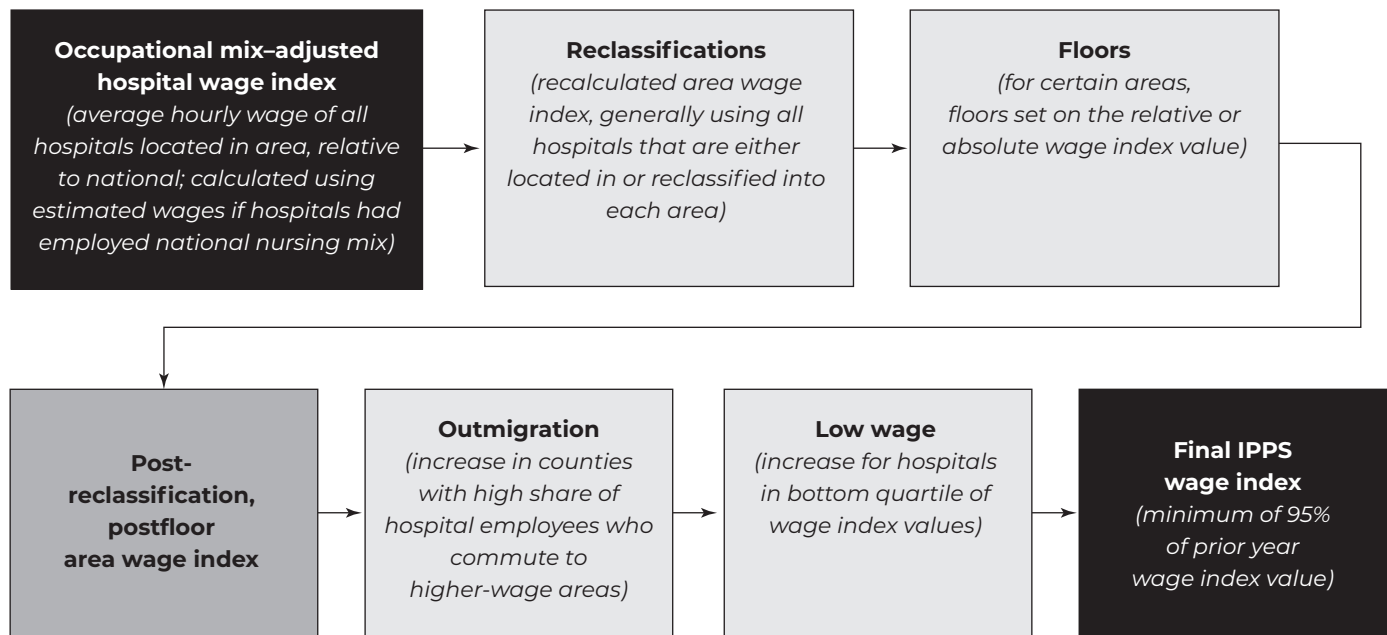 Occupational mix–adjusted
hospital wage index
(average hourly wage of all
hospitals located in area, relative
to national; calculated using
estimated wages if hospitals had
employed national nursing mix)
Reclassifications
(recalculated area wage
index, generally using all
hospitals that are either
located in or reclassified into
each area)
Floors
(for certain areas,
floors set on the relative or
absolute wage index value)
Post-
reclassification,
postfloor
area wage index
Outmigration
(increase in counties
with high share of
hospital employees who
commute to
higher-wage areas)
Low wage
(increase for hospitals
in bottom quartile of
wage index values)
Final IPPS
wage index
(minimum of 95%
of prior year
wage index value)